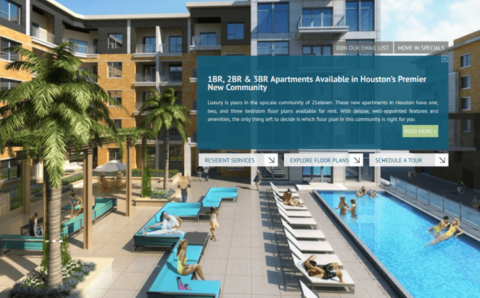 JOIN OUR EMAIL LIST
MOVE IN SPECIALS
1BR, 2BR & 3BR Apartments Available in Houston's Premier
New Community
Luxury is yours in the upscale community of 21eleven. These new apartments in Houston have one,
two, and three bedroom floor plans available for rent. With deluxe, well-appointed features and
amenities, the only thing left to decide is which floor plan in this community is right for you.
READ MORE
RESIDENT SERVICES
EXPLORE FLOOR PLANS
SCHEDULE A TOUR